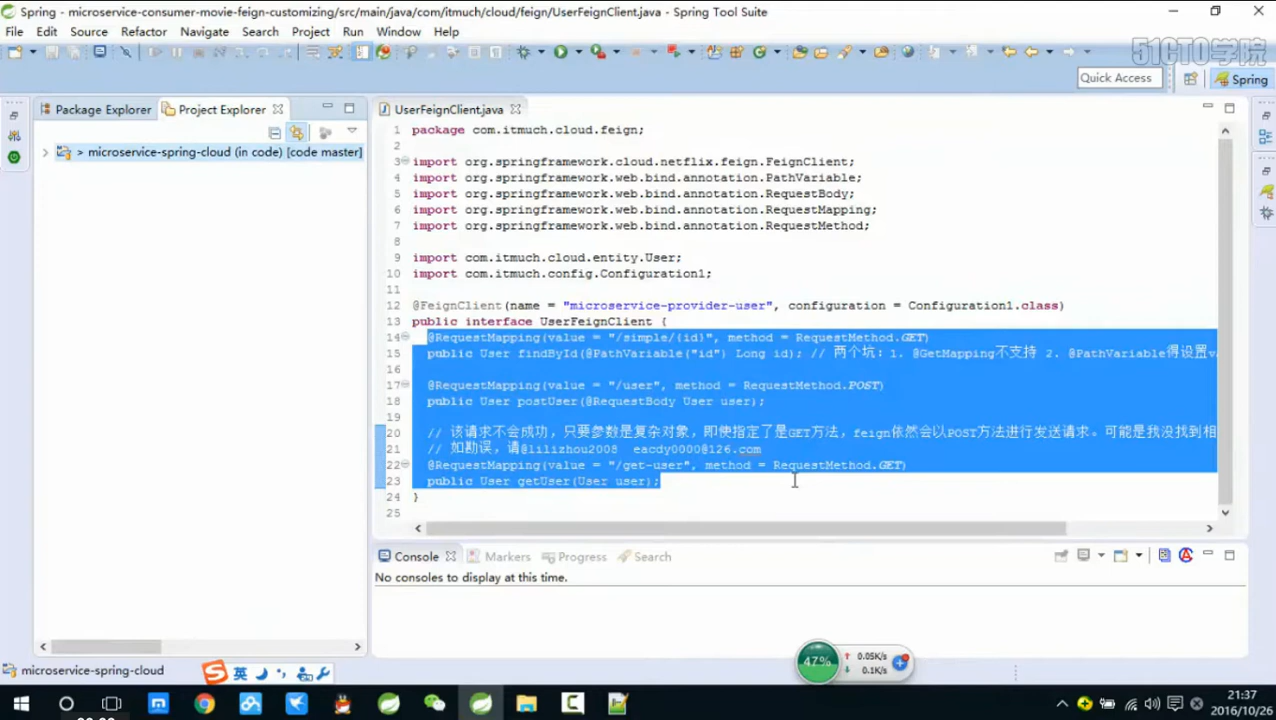 Spring - microservice-consumer-movie-feign-customizing/src/main/java/com/itmuch/cloud/feign/UserFeignClient.java - Spring Tool Suite
File Edit Source Refactor Navigate Search Project Run Window Help
51CTO学院
Quick Access
Spring
Package Explorer
Project Explorer
UserFeignClient.java
> microservice-spring-cloud (in code) [code master]
1 package com.itmuch.cloud.feign;
2
3 import org.springframework.cloud.netflix.feign.FeignClient;
4 import org.springframework.web.bind.annotation.PathVariable;
5 import org.springframework.web.bind.annotation.RequestBody;
6 import org.springframework.web.bind.annotation.RequestMapping;
7 import org.springframework.web.bind.annotation.RequestMethod;
8
9 import com.itmuch.cloud.entity.User;
10 import com.itmuch.config.Configuration1;
11
12 @FeignClient(name = "microservice-provider-user", configuration = Configuration1.class)
13 public interface UserFeignClient {
14 @RequestMapping(value = "/simple/{id}", method = RequestMethod.GET)
15 public User findById(@PathVariable("id") Long id); // 两个坑：1. @GetMapping不支持 2. @PathVariable得设置v
16
17 @RequestMapping(value = "/user", method = RequestMethod.POST)
18 public User postUser(@RequestBody User user);
19
20 // 该请求不会成功，只要参数是复杂对象，即使指定了是GET方法，feign依然会以POST方法进行发送请求。可能是我没找到相
21 // 如勘误，请@lilizhou2008 eacdy0000@126.com
22 @RequestMapping(value = "/get-user", method = RequestMethod.GET)
23 public User getUser(User user);
24 }
25
Console Markers Progress Search
No consoles to display at this time.
microservice-spring-cloud
英
47%
0.05K/s
0.1K/s
21:37
2016/10/26